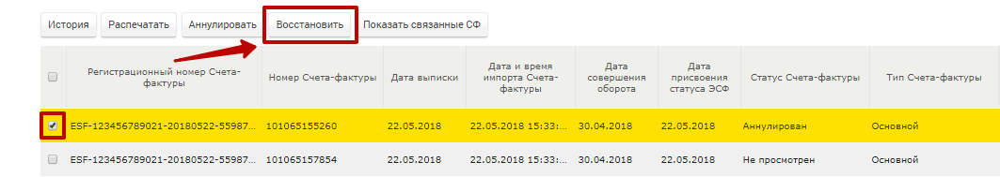 История Распечатать Аннулировать Восстановить Показать связанные СФ
Регистрационный номер Счета-фактуры Номер Счета-фактуры Дата выписки Дата и время импорта Счета-фактуры Дата совершения оборота Дата присвоения статуса ЭСФ Статус Счета-фактуры Тип Счета-фактуры
ESF-123456789021-20180522-55987... 101065155260 22.05.2018 22.05.2018 15:33:... 30.04.2018 22.05.2018 Аннулирован Основной
ESF-123456789021-20180522-55987... 101065157854 22.05.2018 22.05.2018 15:33:... 30.04.2018 22.05.2018 Не просмотрен Основной